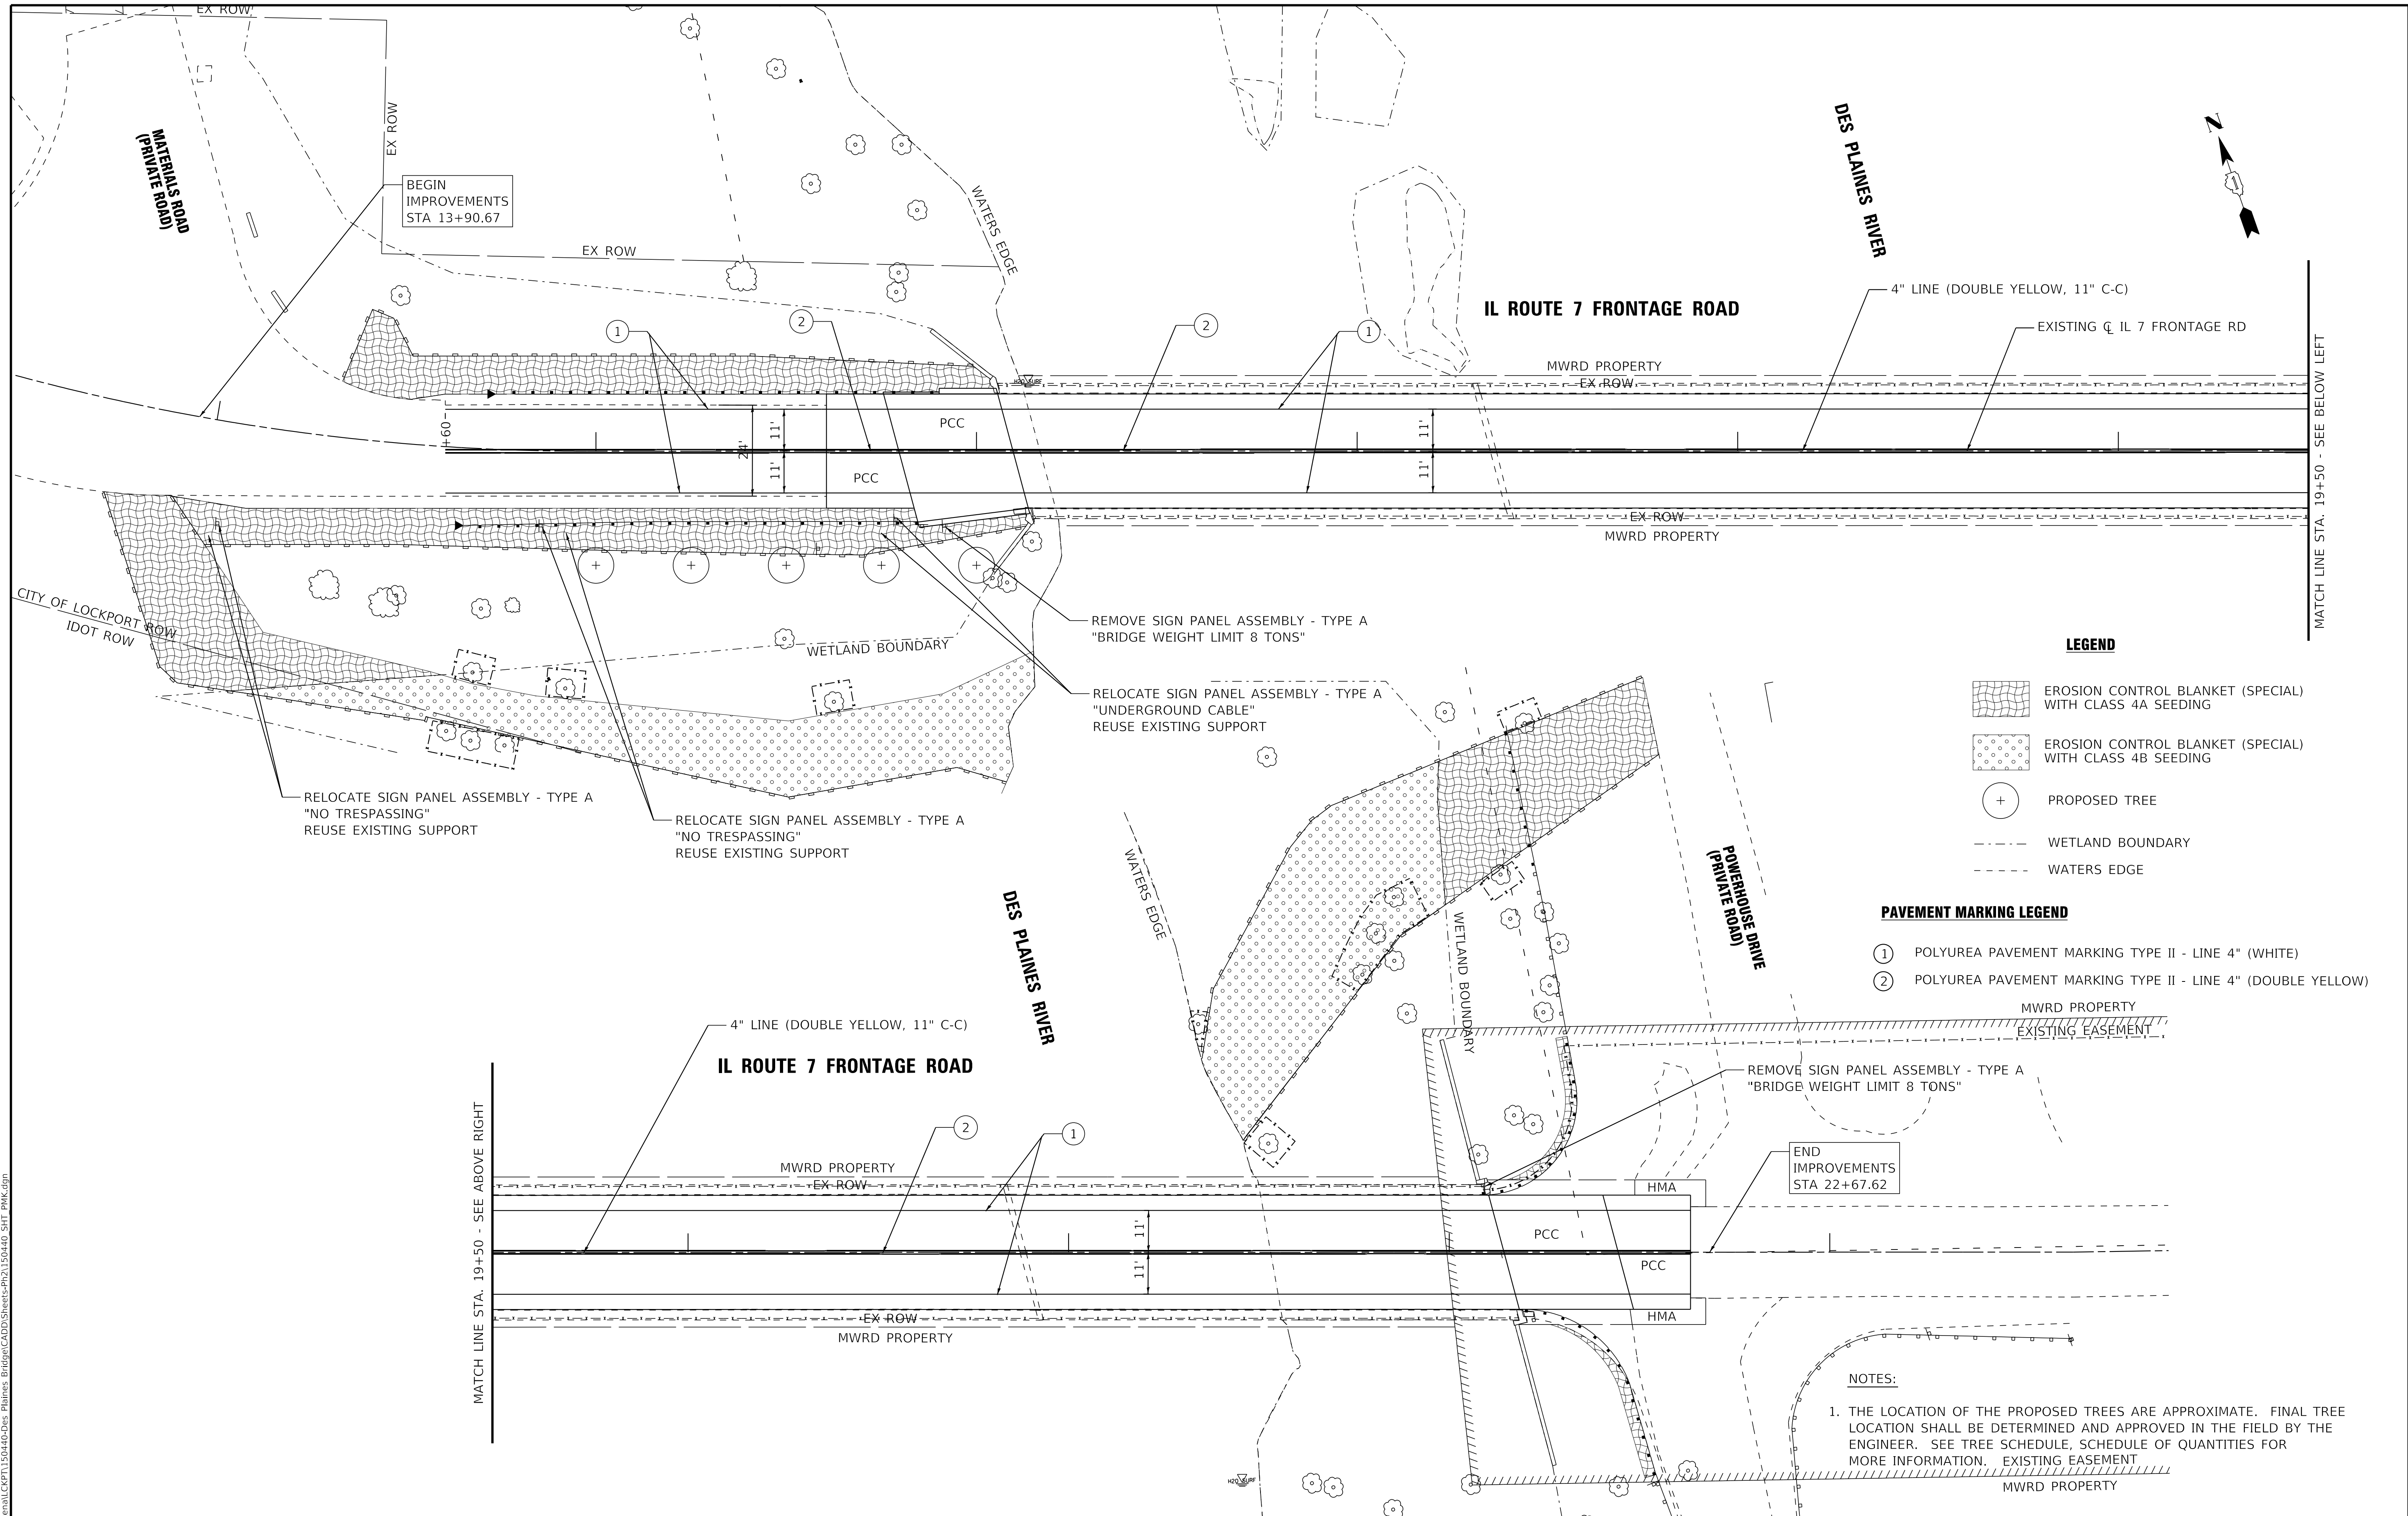 EX ROW
MATERIALS ROAD
(PRIVATE ROAD)
EX ROW
BEGIN
IMPROVEMENTS
STA 13+90.67
EX ROW
WATERS EDGE
DES PLAINES RIVER
N
IL ROUTE 7 FRONTAGE ROAD
4" LINE (DOUBLE YELLOW, 11" C-C)
EXISTING ℄ IL 7 FRONTAGE RD
1
2
2
1
MWRD PROPERTY
EX ROW
H2O SURF
+60
24'
11'
11'
PCC
PCC
11'
11'
EX ROW
MWRD PROPERTY
MATCH LINE STA. 19+50 - SEE BELOW LEFT
CITY OF LOCKPORT ROW
IDOT ROW
WETLAND BOUNDARY
REMOVE SIGN PANEL ASSEMBLY - TYPE A
"BRIDGE WEIGHT LIMIT 8 TONS"
RELOCATE SIGN PANEL ASSEMBLY - TYPE A
"UNDERGROUND CABLE"
REUSE EXISTING SUPPORT
RELOCATE SIGN PANEL ASSEMBLY - TYPE A
"NO TRESPASSING"
REUSE EXISTING SUPPORT
RELOCATE SIGN PANEL ASSEMBLY - TYPE A
"NO TRESPASSING"
REUSE EXISTING SUPPORT
LEGEND
EROSION CONTROL BLANKET (SPECIAL)
WITH CLASS 4A SEEDING
EROSION CONTROL BLANKET (SPECIAL)
WITH CLASS 4B SEEDING
PROPOSED TREE
WETLAND BOUNDARY
WATERS EDGE
PAVEMENT MARKING LEGEND
1 POLYUREA PAVEMENT MARKING TYPE II - LINE 4" (WHITE)
2 POLYUREA PAVEMENT MARKING TYPE II - LINE 4" (DOUBLE YELLOW)
WATERS EDGE
DES PLAINES RIVER
WETLAND BOUNDARY
POWERHOUSE DRIVE
(PRIVATE ROAD)
MWRD PROPERTY
EXISTING EASEMENT
4" LINE (DOUBLE YELLOW, 11" C-C)
IL ROUTE 7 FRONTAGE ROAD
REMOVE SIGN PANEL ASSEMBLY - TYPE A
"BRIDGE WEIGHT LIMIT 8 TONS"
2
1
MATCH LINE STA. 19+50 - SEE ABOVE RIGHT
MWRD PROPERTY
EX ROW
END
IMPROVEMENTS
STA 22+67.62
HMA
11'
11'
PCC
PCC
HMA
EX ROW
MWRD PROPERTY
H2O SURF
NOTES:
1. THE LOCATION OF THE PROPOSED TREES ARE APPROXIMATE. FINAL TREE
LOCATION SHALL BE DETERMINED AND APPROVED IN THE FIELD BY THE
ENGINEER. SEE TREE SCHEDULE, SCHEDULE OF QUANTITIES FOR
MORE INFORMATION.
EXISTING EASEMENT
MWRD PROPERTY
Bridge\CADD\Sheets-Ph2\150440_SHT_PMK.dgn